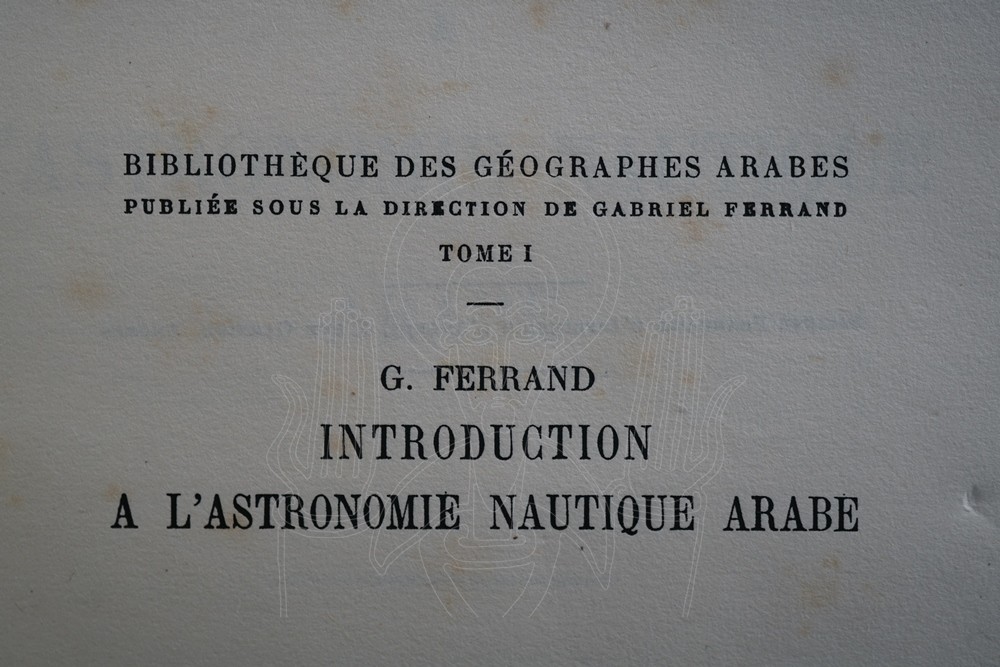 BIBLIOTHÈQUE DES GÉOGRAPHES ARABES
PUBLIÉE SOUS LA DIRECTION DE GABRIEL FERRAND
TOME I
G. FERRAND
INTRODUCTION
A L'ASTRONOMIE NAUTIQUE ARABE